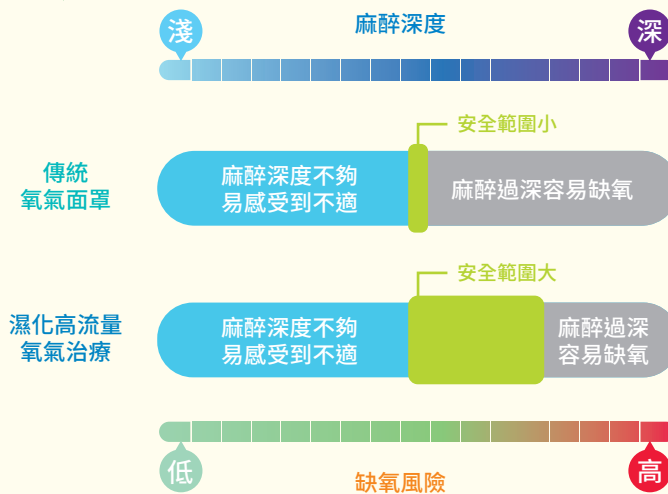 麻醉深度
淺
深
安全範圍小
傳統
氧氣面罩
麻醉深度不夠
易感受到不適
麻醉過深容易缺氧
安全範圍大
濕化高流量
氧氣治療
麻醉深度不夠
易感受到不適
麻醉過深
容易缺氧
低
高
缺氧風險